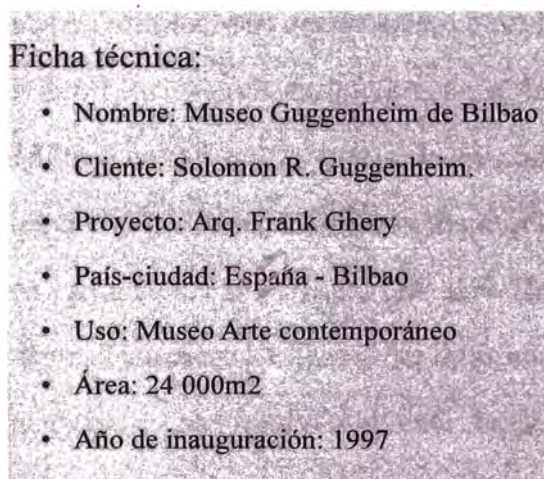 Ficha técnica:
• Nombre: Museo Guggenheim de Bilbao
• Cliente: Solomon R. Guggenheim.
• Proyecto: Arq. Frank Ghery
• País-ciudad: España - Bilbao
• Uso: Museo Arte contemporáneo
• Área: 24 000m2
• Año de inauguración: 1997